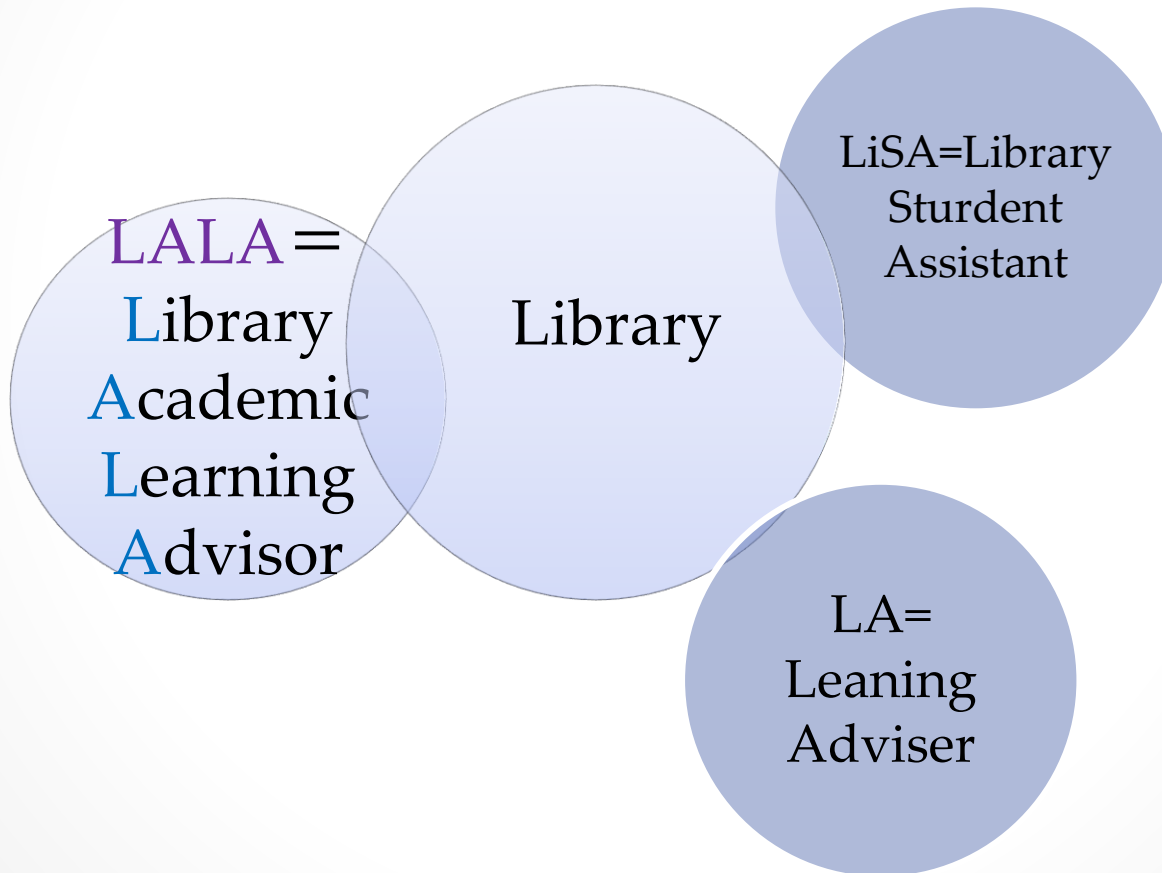 LALA=
Library
Academic
Learning
Advisor
Library
LiSA=Library
Sturdent
Assistant
LA=
Leaning
Adviser